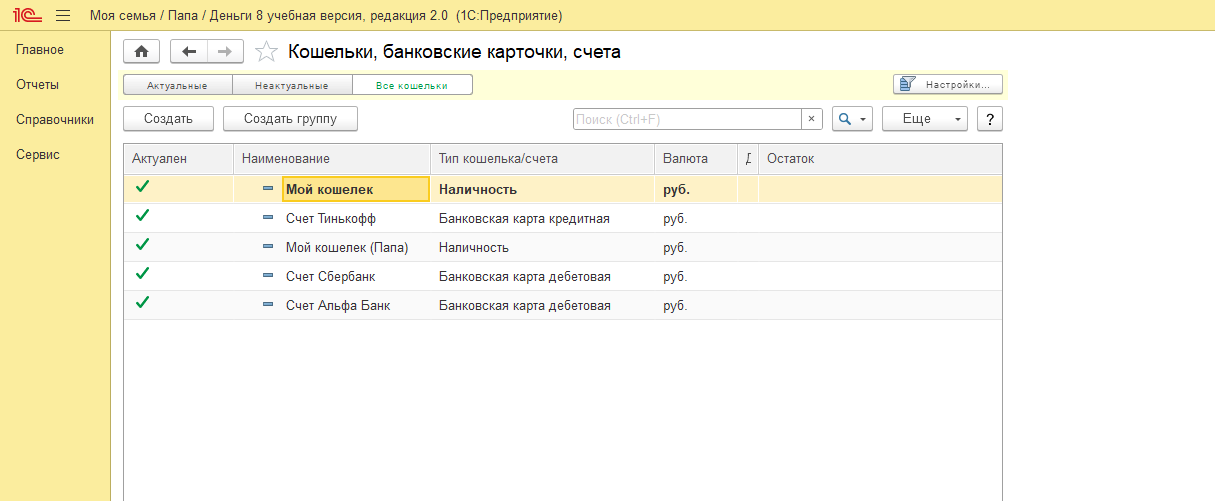 1С Моя семья / Папа / Деньги 8 учебная версия, редакция 2.0 (1С:Предприятие)
Главное
Отчеты
Справочники
Сервис
Кошельки, банковские карточки, счета
Актуальные Неактуальные Все кошельки Настройки...
Создать Создать группу Поиск (Ctrl+F) × Еще ?
Актуален Наименование Тип кошелька/счета Валюта Д Остаток
Мой кошелек Наличность руб.
Счет Тинькофф Банковская карта кредитная руб.
Мой кошелек (Папа) Наличность руб.
Счет Сбербанк Банковская карта дебетовая руб.
Счет Альфа Банк Банковская карта дебетовая руб.